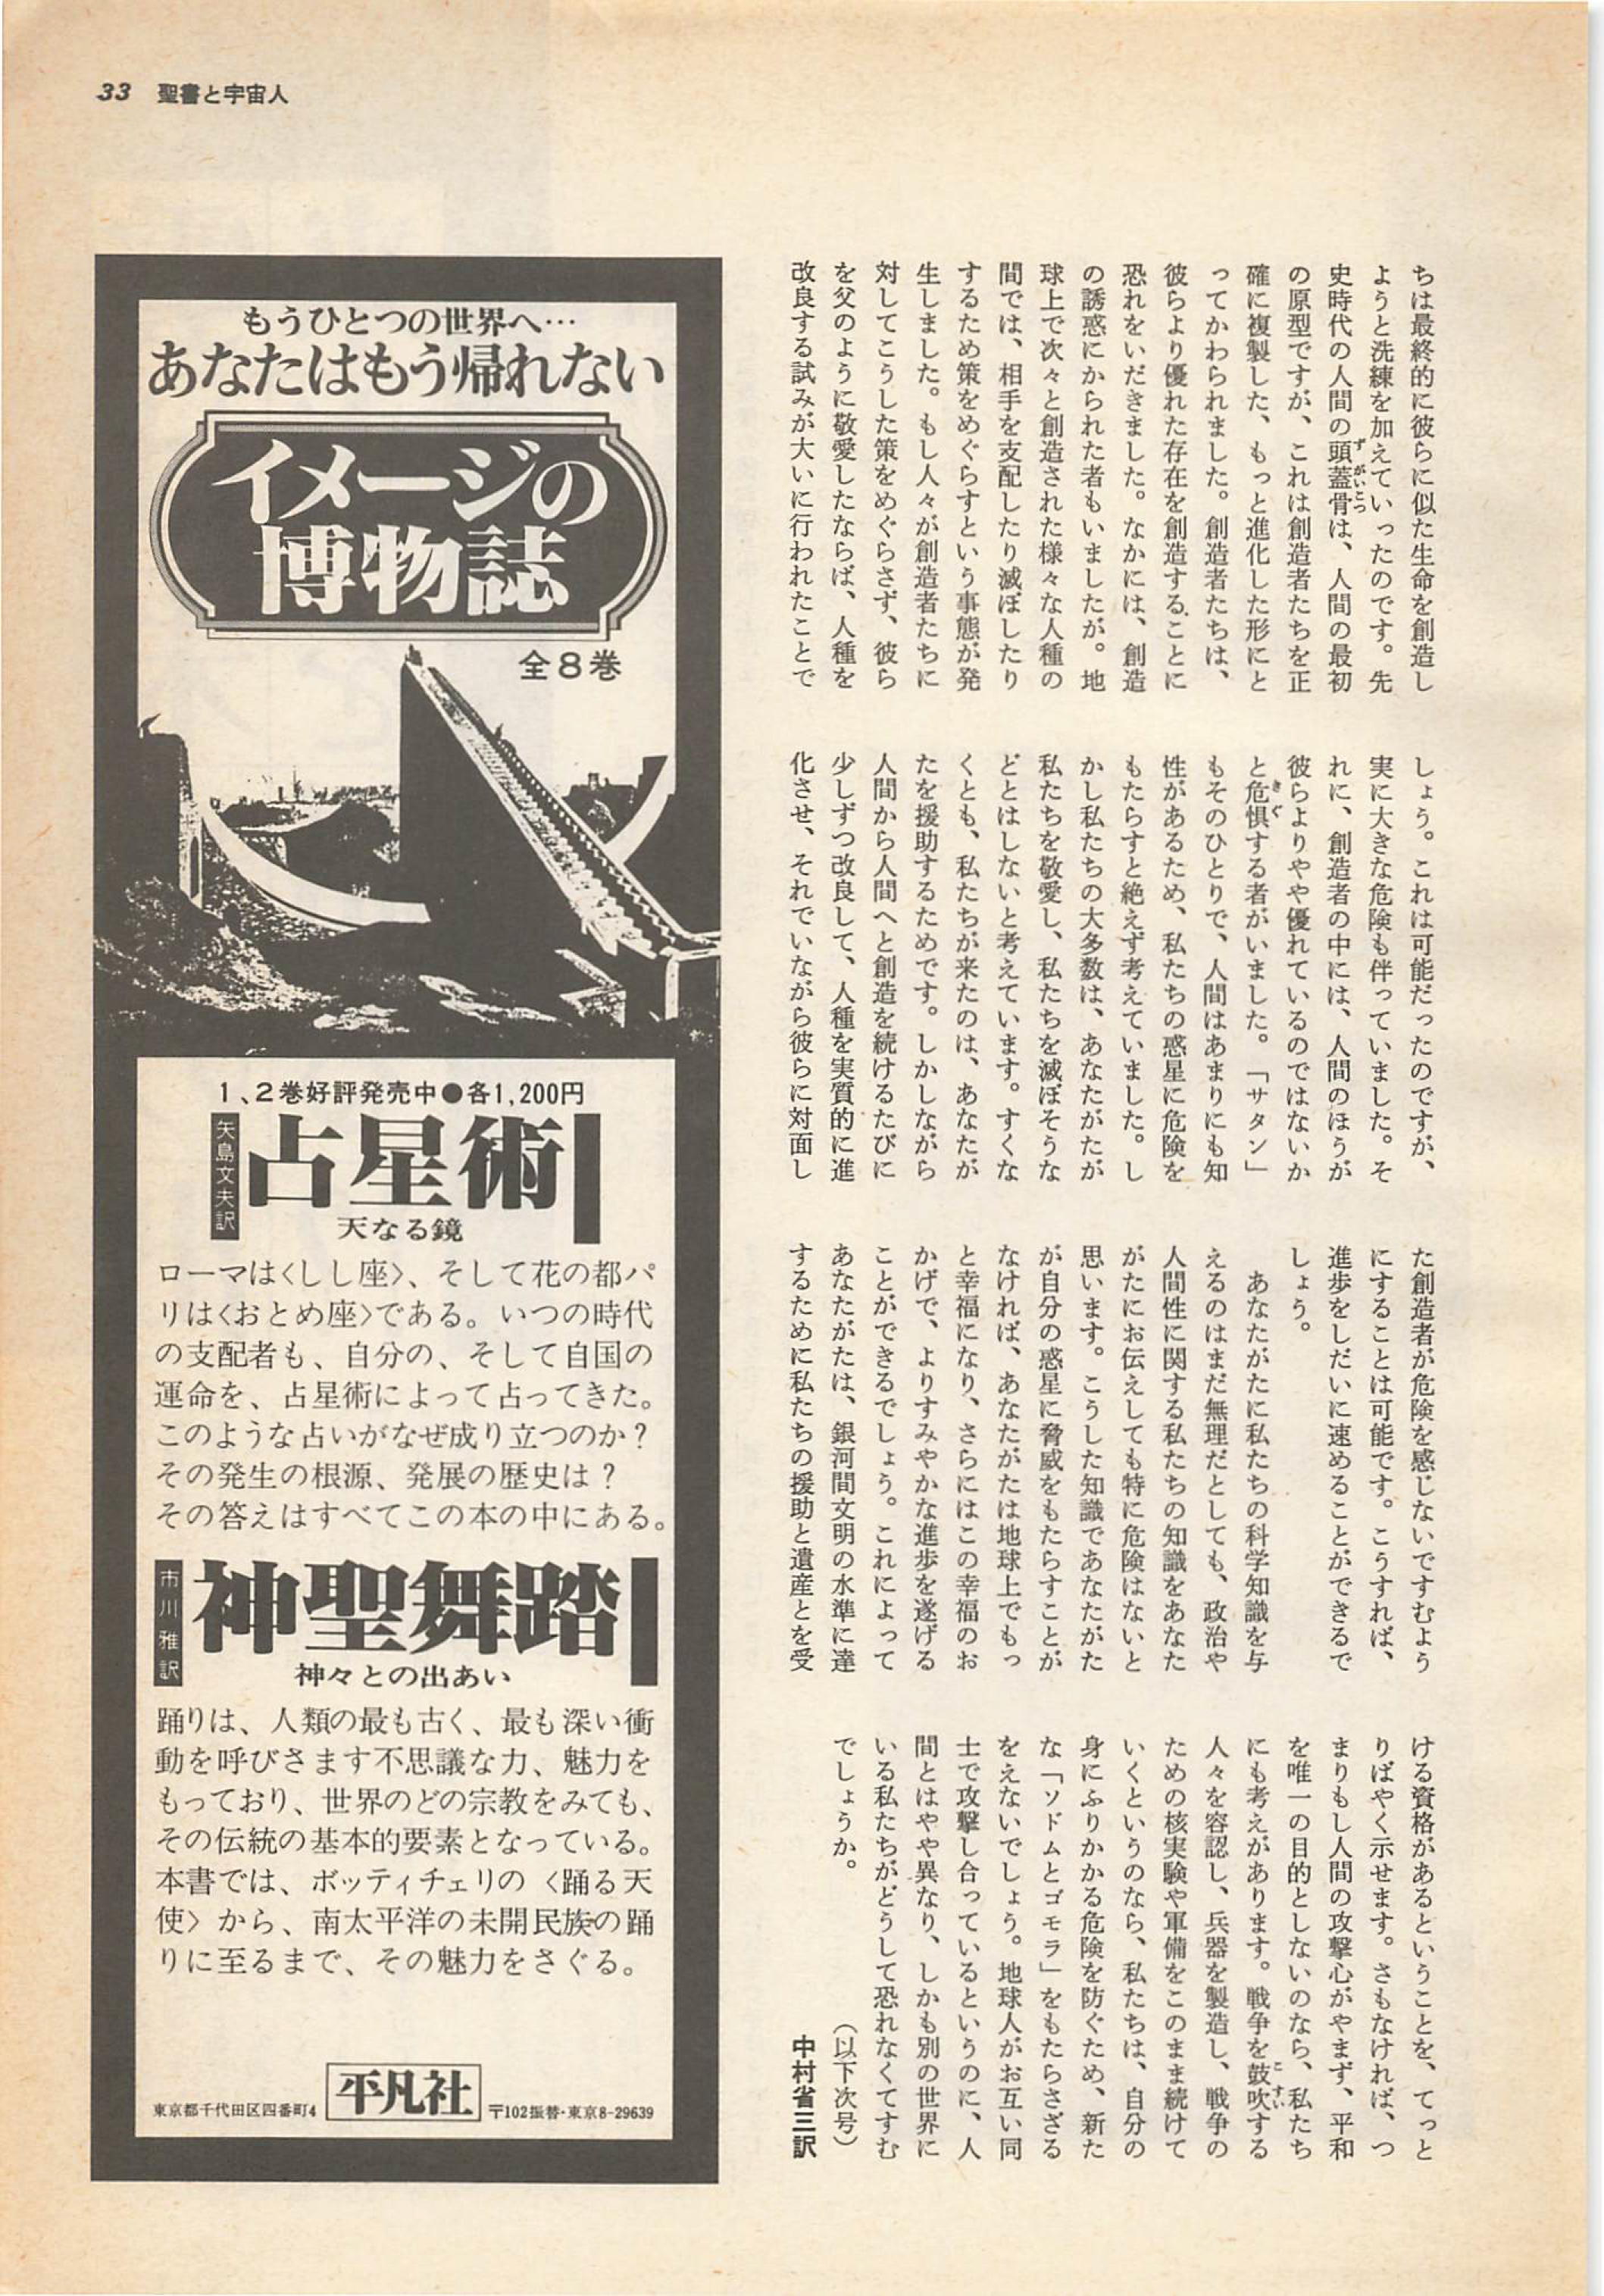 33 聖書と宇宙人
ちは最終的に彼らに似た生命を創造し
ようと洗練を加えていったのです。先
史時代の人間の頭蓋骨は、人間の最初
の原型ですが、これは創造者たちを正
確に複製した、もっと進化した形にと
ってかわられました。創造者たちは、
彼らより優れた存在を創造することに
恐れをいだきました。なかには、創造
の誘惑にかられた者もいましたが。地
球上で次々と創造された様々な人種の
間では、相手を支配したり滅ぼしたり
するため策をめぐらすという事態が発
生しました。もし人々が創造者たちに
対してこうした策をめぐらさず、彼ら
を父のように敬愛したならば、人種を
改良する試みが大いに行われたことで
しょう。これは可能だったのですが、
実に大きな危険も伴っていました。そ
れに、創造者の中には、人間のほうが
彼らよりやや優れているのではないか
と危惧する者がいました。「サタン」
もそのひとりで、人間はあまりにも知
性があるため、私たちの惑星に危険を
もたらすと絶えず考えていました。し
かし私たちの大多数は、あなたがたが
私たちを敬愛し、私たちを滅ぼそうな
どとはしないと考えています。すくな
くとも、私たちが来たのは、あなたが
たを援助するためです。しかしながら
人間から人間へと創造を続けるたびに
少しずつ改良して、人種を実質的に進
化させ、それでいながら彼らに対面し
た創造者が危険を感じないですむよう
にすることは可能です。こうすれば、
進歩をしだいに速めることができるで
しょう。
あなたがたに私たちの科学知識を与
えるのはまだ無理だとしても、政治や
人間性に関する私たちの知識をあなた
がたにお伝えしても特に危険はないと
思います。こうした知識であなたがた
が自分の惑星に脅威をもたらすことが
なければ、あなたがたは地球上でもっ
と幸福になり、さらにはこの幸福のお
かげで、よりすみやかな進歩を遂げる
ことができるでしょう。これによって
あなたがたは、銀河間文明の水準に達
するために私たちの援助と遺産とを受
ける資格があるということを、てっと
りばやく示せます。さもなければ、つ
まりもし人間の攻撃心がやまず、平和
を唯一の目的としないのなら、私たち
にも考えがあります。戦争を鼓吹する
人々を容認し、兵器を製造し、戦争の
ための核実験や軍備をこのまま続けて
いくというのなら、私たちは、自分の
身にふりかかる危険を防ぐため、新た
な「ソドムとゴモラ」をもたらさざる
をえないでしょう。地球人がお互い同
士で攻撃し合っているというのに、人
間とはやや異なり、しかも別の世界に
いる私たちがどうして恐れなくてすむ
でしょうか。 （以下次号）
中村省三訳
もうひとつの世界へ…
あなたはもう帰れない
イメージの
博物誌
全8巻
1、2巻好評発売中●各1,200円
矢島文夫訳
占星術
天なる鏡
ローマは〈しし座〉、そして花の都パ
リは〈おとめ座〉である。いつの時代
の支配者も、自分の、そして自国の
運命を、占星術によって占ってきた。
このような占いがなぜ成り立つのか？
その発生の根源、発展の歴史は？
その答えはすべてこの本の中にある。
市川 雅訳
神聖舞踏
神々との出あい
踊りは、人類の最も古く、最も深い衝
動を呼びさます不思議な力、魅力を
もっており、世界のどの宗教をみても、
その伝統の基本的要素となっている。
本書では、ボッティチェリの〈踊る天
使〉から、南太平洋の未開民族の踊
りに至るまで、その魅力をさぐる。
東京都千代田区四番町4 平凡社 〒102振替・東京8-29639